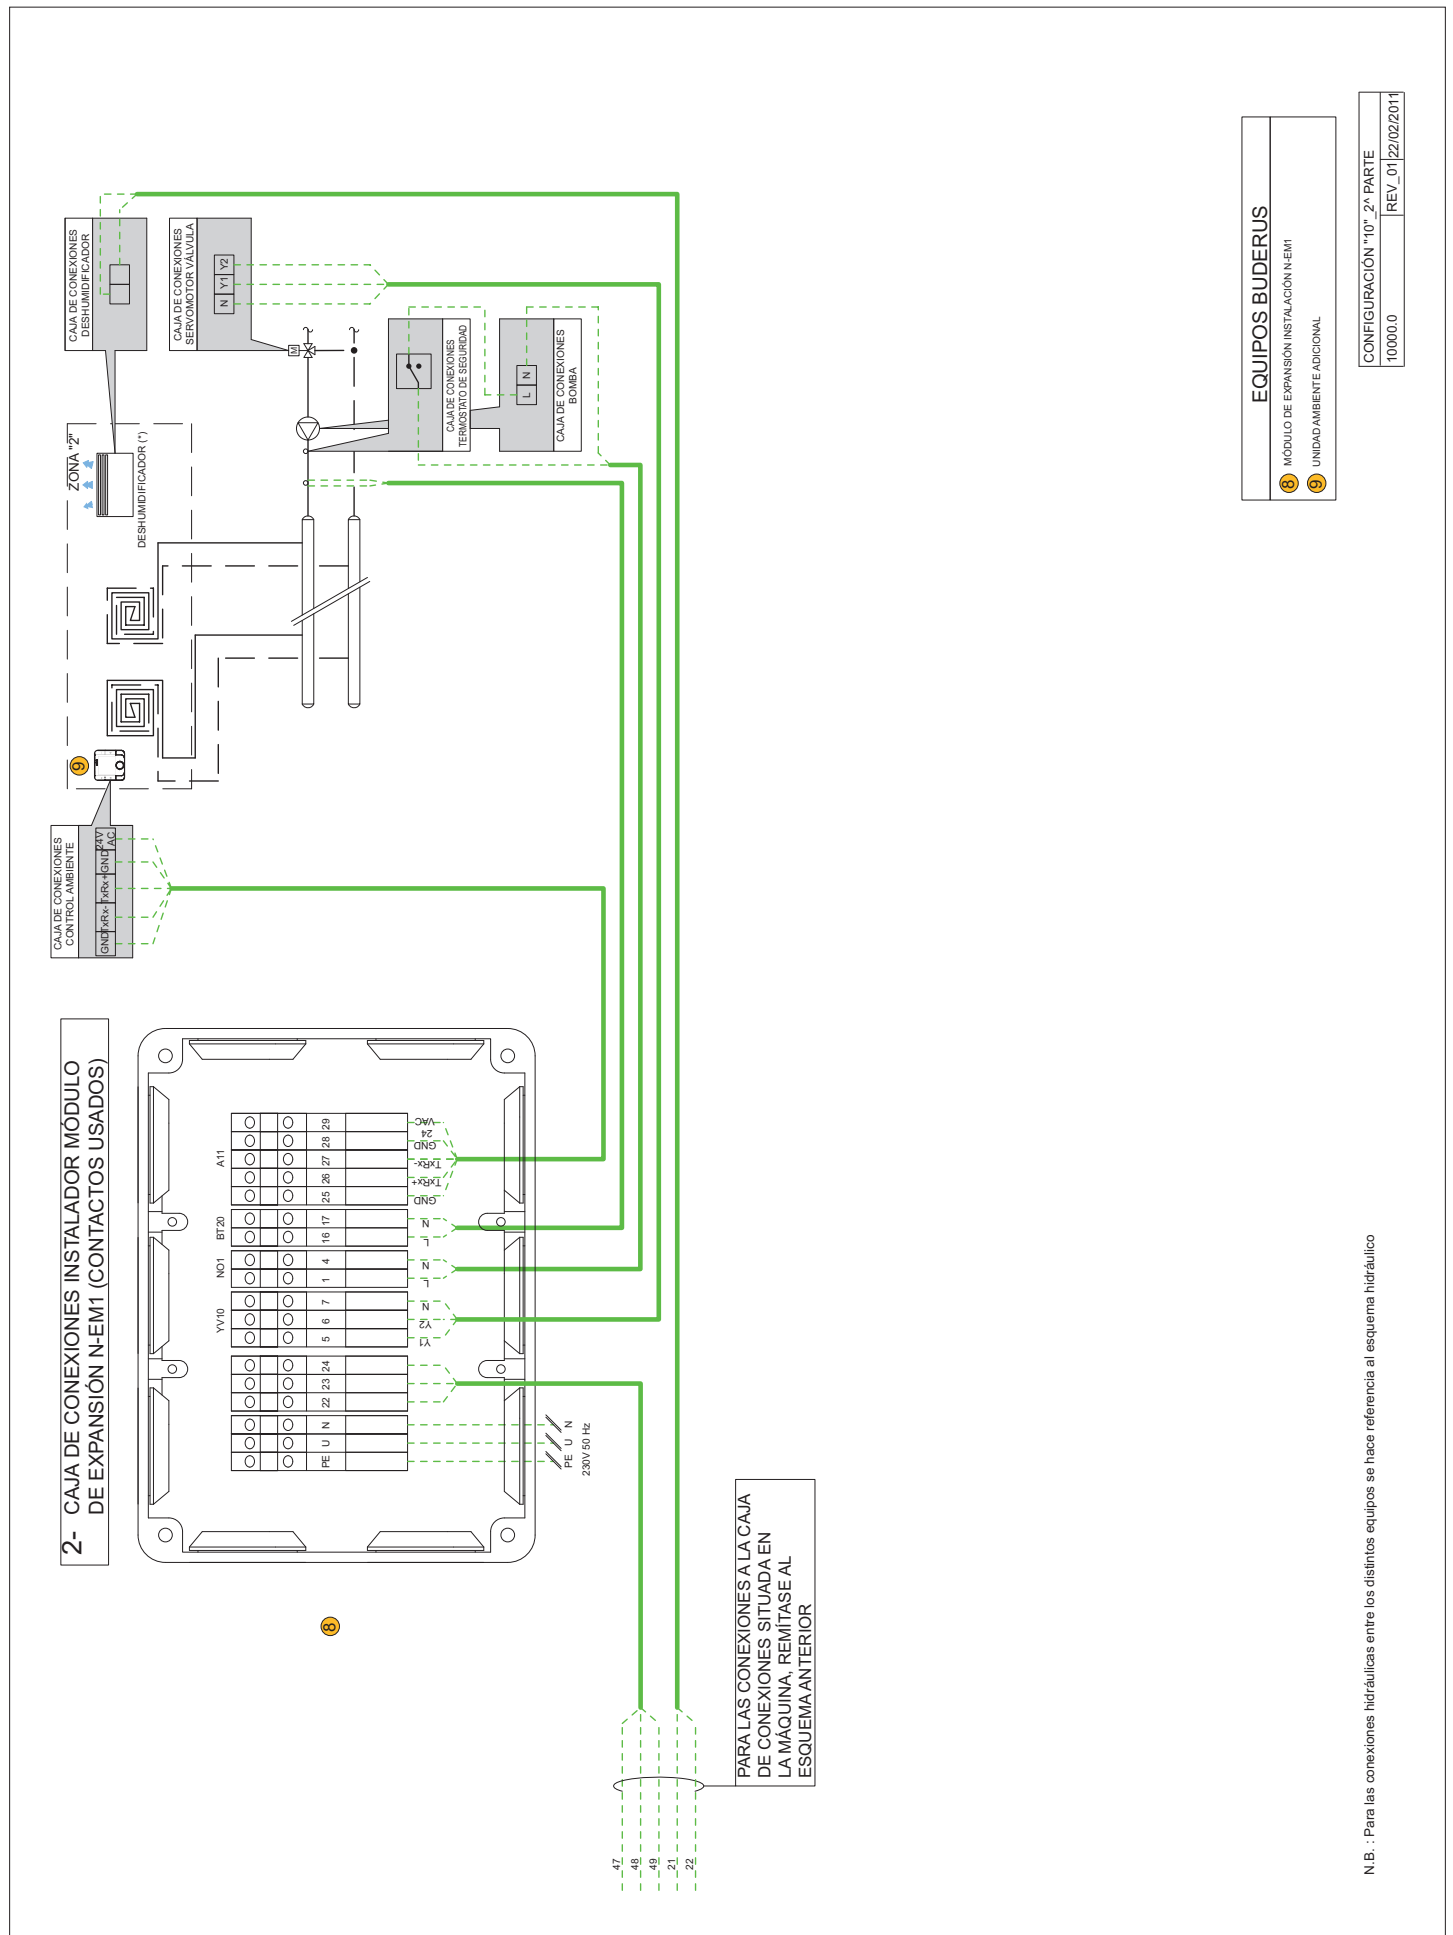 2- CAJA DE CONEXIONES INSTALADOR MÓDULO
DE EXPANSIÓN N-EM1 (CONTACTOS USADOS)
CAJA DE CONEXIONES
CONTROL AMBIENTE
GND TxRx- TxRx+ GND 24V
AC
9
ZONA "2"
DESHUMIDIFICADOR (*)
CAJA DE CONEXIONES
DESHUMIDIFICADOR
CAJA DE CONEXIONES
SERVOMOTOR VÁLVULA
N Y1 Y2
M
CAJA DE CONEXIONES
TERMOSTATO DE SEGURIDAD
L N
CAJA DE CONEXIONES
BOMBA
8
YV10 NO1 BT20 A11
PE U N 22 23 24 5 6 7 1 4 16 17 25 26 27 28 29
Y1 Y2 N L N L N GND TxRx+ TxRx- GND 24
VAC
PE U N
230V 50 Hz
47
48
49
21
22
PARA LAS CONEXIONES A LA CAJA
DE CONEXIONES SITUADA EN
LA MÁQUINA, REMÍTASE AL
ESQUEMA ANTERIOR
EQUIPOS BUDERUS
8 MÓDULO DE EXPANSIÓN INSTALACIÓN N-EM1
9 UNIDAD AMBIENTE ADICIONAL
CONFIGURACIÓN "10"_2^ PARTE
10000.0 REV_01 22/02/2011
N.B. : Para las conexiones hidráulicas entre los distintos equipos se hace referencia al esquema hidráulico